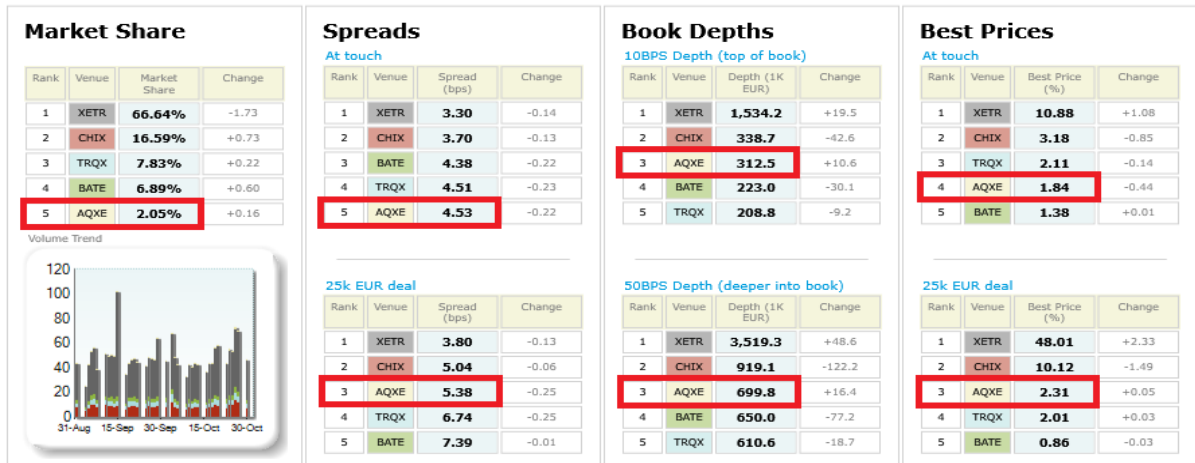 Market Share
Rank Venue Market Share Change
1 XETR 66.64% -1.73
2 CHIX 16.59% +0.73
3 TRQX 7.83% +0.22
4 BATE 6.89% +0.60
5 AQXE 2.05% +0.16
Volume Trend
120
100
80
60
40
20
0
31-Aug 15-Sep 30-Sep 15-Oct 30-Oct
Spreads
At touch
Rank Venue Spread (bps) Change
1 XETR 3.30 -0.14
2 CHIX 3.70 -0.13
3 BATE 4.38 -0.22
4 TRQX 4.51 -0.23
5 AQXE 4.53 -0.22
25k EUR deal
Rank Venue Spread (bps) Change
1 XETR 3.80 -0.13
2 CHIX 5.04 -0.06
3 AQXE 5.38 -0.25
4 TRQX 6.74 -0.25
5 BATE 7.39 -0.01
Book Depths
10BPS Depth (top of book)
Rank Venue Depth (1K EUR) Change
1 XETR 1,534.2 +19.5
2 CHIX 338.7 -42.6
3 AQXE 312.5 +10.6
4 BATE 223.0 -30.1
5 TRQX 208.8 -9.2
50BPS Depth (deeper into book)
Rank Venue Depth (1K EUR) Change
1 XETR 3,519.3 +48.6
2 CHIX 919.1 -122.2
3 AQXE 699.8 +16.4
4 BATE 650.0 -77.2
5 TRQX 610.6 -18.7
Best Prices
At touch
Rank Venue Best Price (%) Change
1 XETR 10.88 +1.08
2 CHIX 3.18 -0.85
3 TRQX 2.11 -0.14
4 AQXE 1.84 -0.44
5 BATE 1.38 +0.01
25k EUR deal
Rank Venue Best Price (%) Change
1 XETR 48.01 +2.33
2 CHIX 10.12 -1.49
3 AQXE 2.31 +0.05
4 TRQX 2.01 +0.03
5 BATE 0.86 -0.03